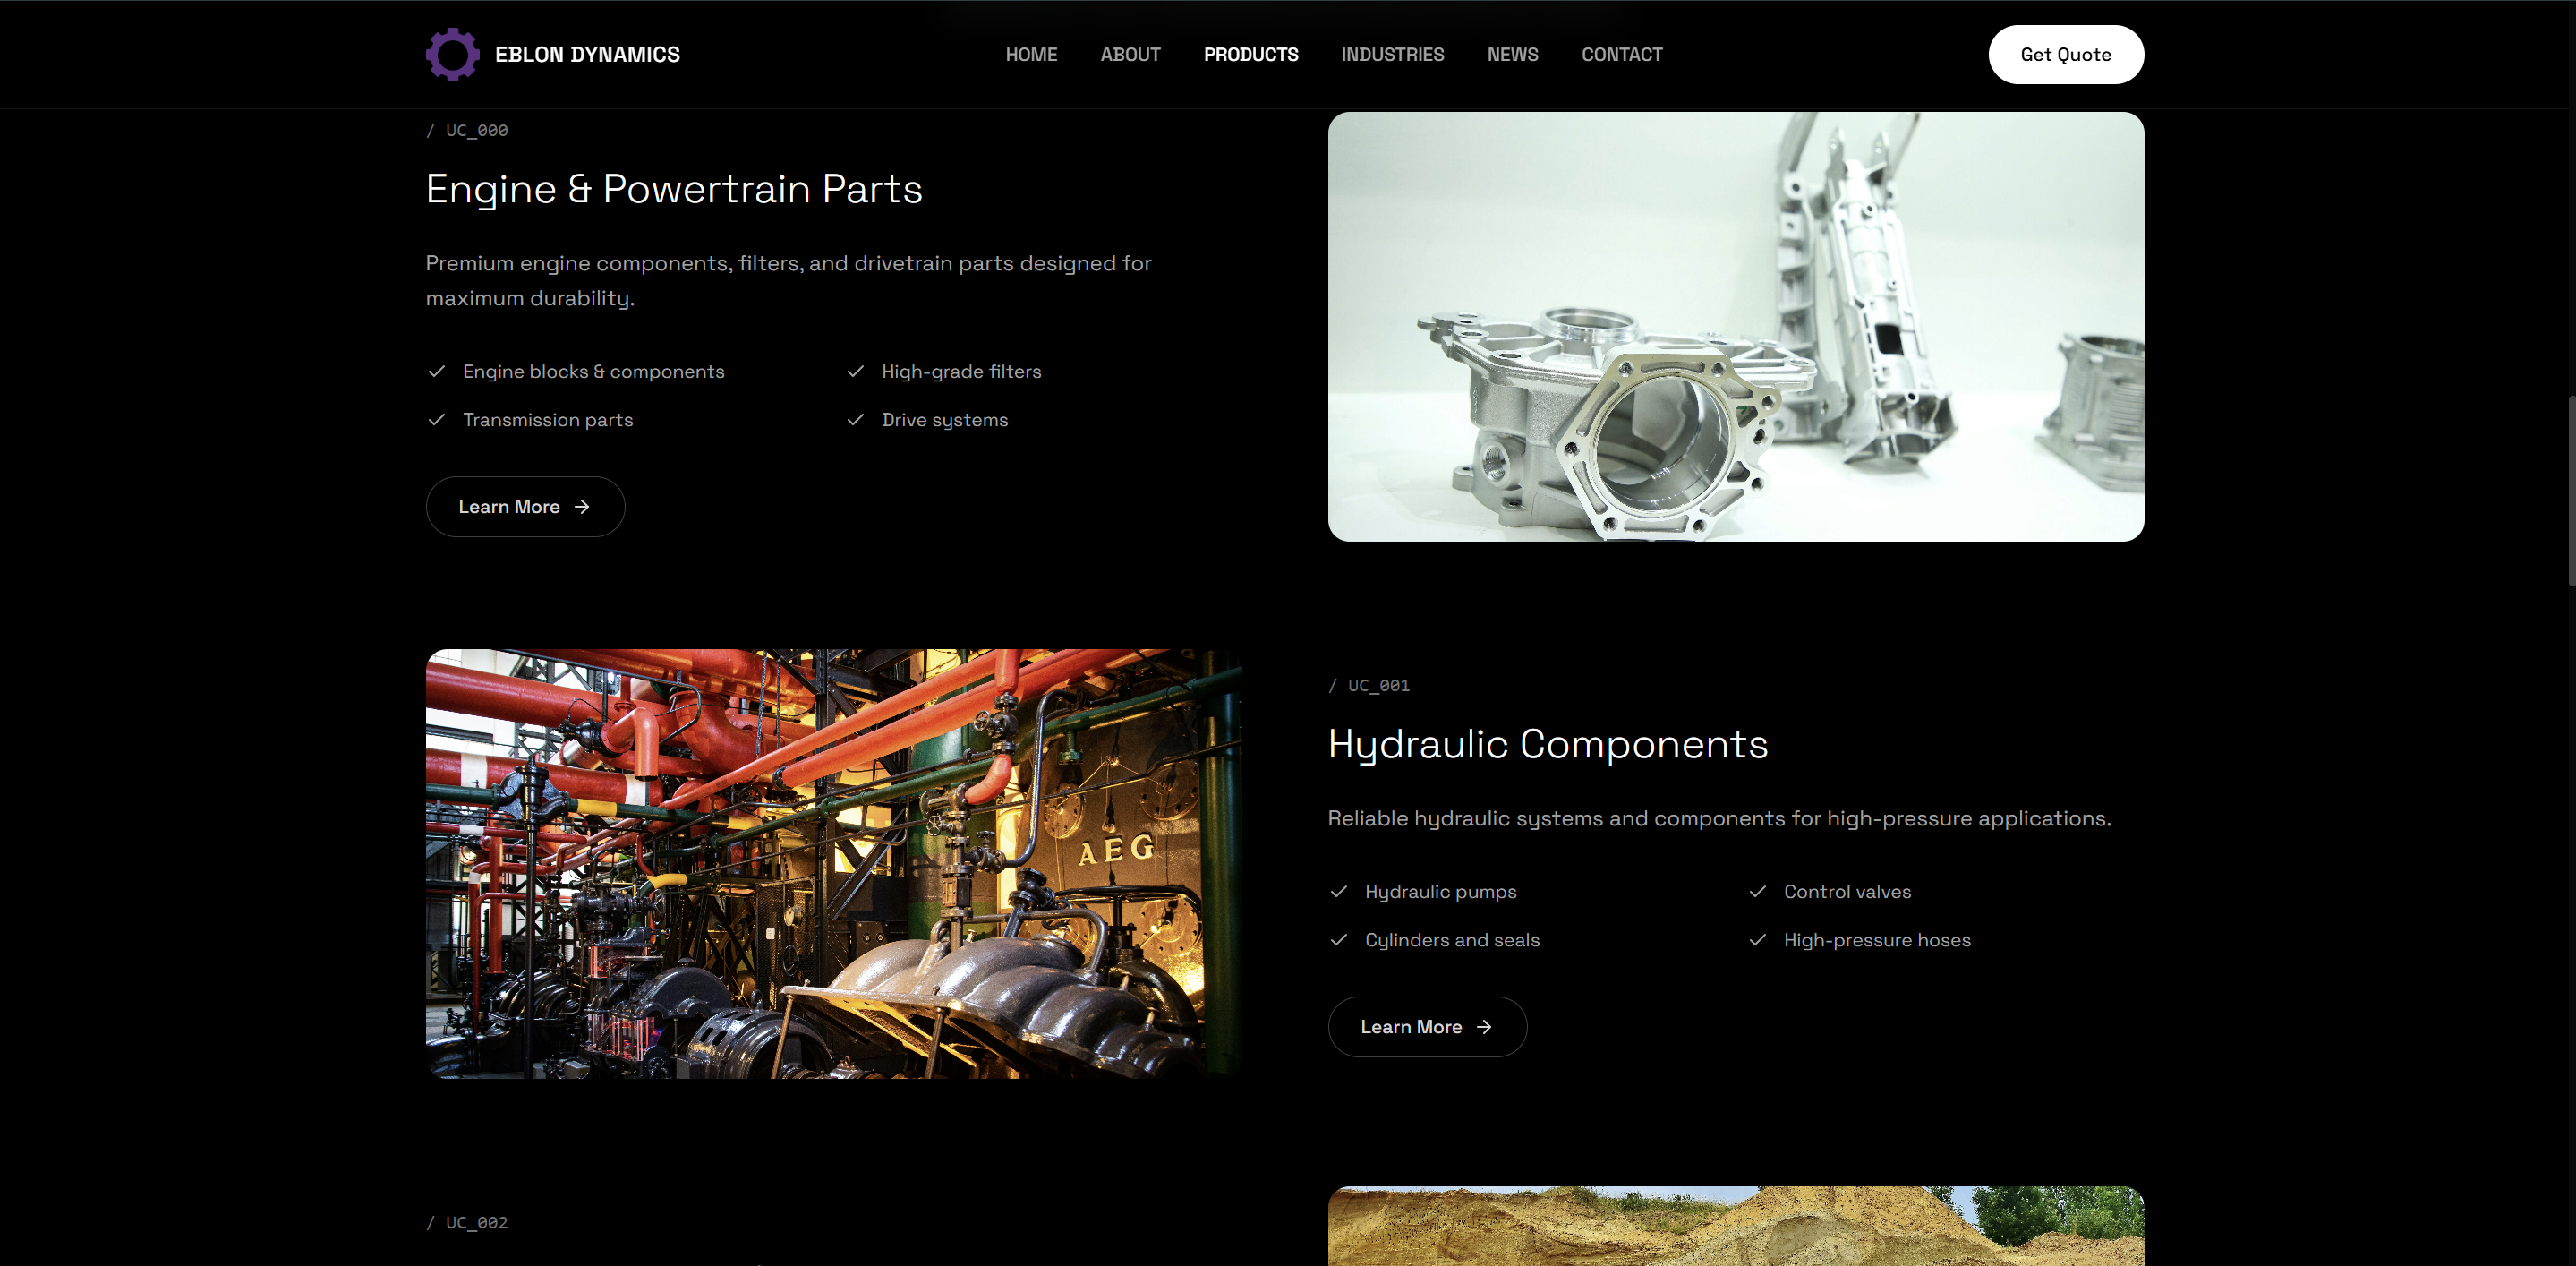 EBLON DYNAMICS
HOME
ABOUT
PRODUCTS
INDUSTRIES
NEWS
CONTACT
Get Quote
/ UC_000
Engine & Powertrain Parts
Premium engine components, filters, and drivetrain parts designed for
maximum durability.
Engine blocks & components
High-grade filters
Transmission parts
Drive systems
Learn More →
AEG
/ UC_001
Hydraulic Components
Reliable hydraulic systems and components for high-pressure applications.
Hydraulic pumps
Control valves
Cylinders and seals
High-pressure hoses
Learn More →
/ UC_002